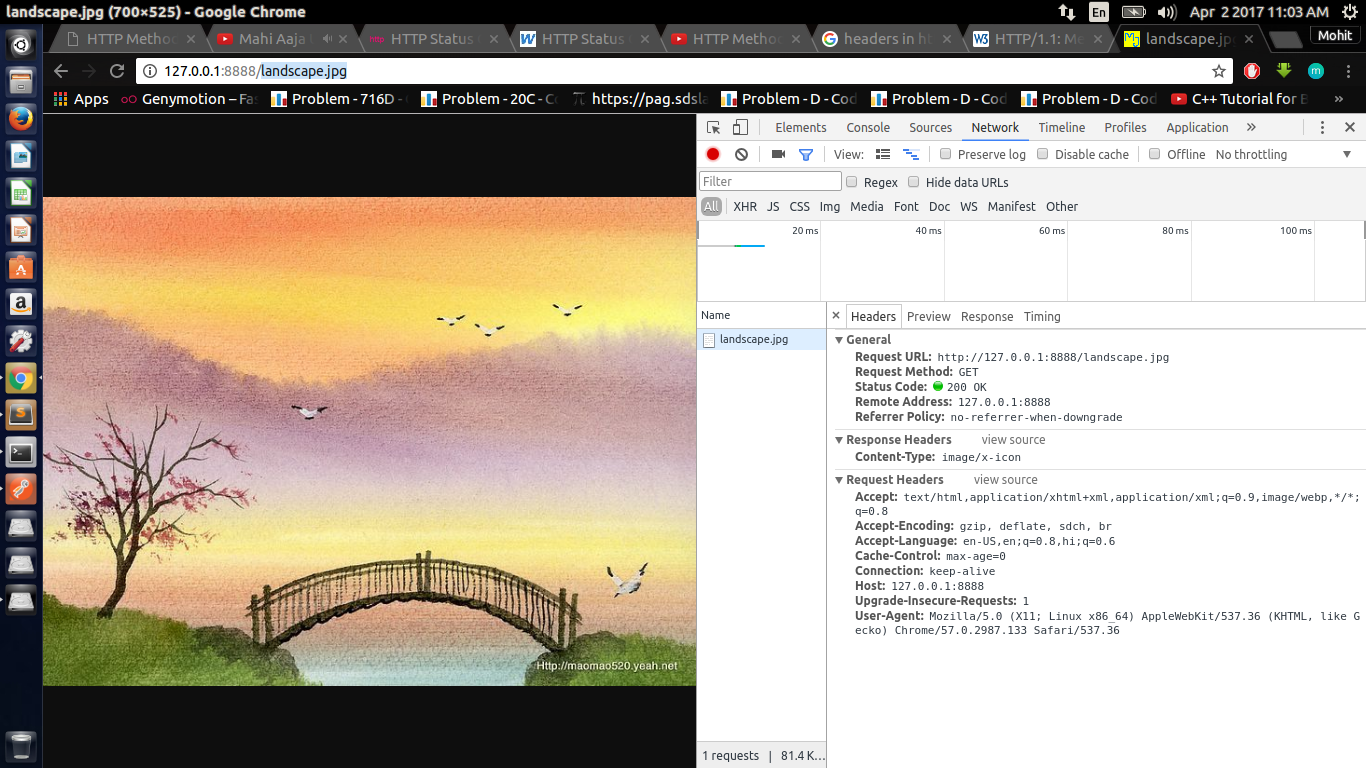 landscape.jpg (700×525) - Google Chrome
En
Apr 2 2017 11:03 AM
HTTP Metho
Mahi Aaja
HTTP Status
HTTP Status
HTTP Metho
headers in h
HTTP/1.1: Me
landscape.jp
Mohit
127.0.0.1:8888/landscape.jpg
m
Apps
Genymotion – Fas
Problem - 716D -
Problem - 20C - Co
https://pag.sdsla
Problem - D - Cod
Problem - D - Cod
Problem - D - Cod
C++ Tutorial for B
»
Elements Console Sources Network Timeline Profiles Application »
View: Preserve log Disable cache Offline No throttling
Filter Regex Hide data URLs
All XHR JS CSS Img Media Font Doc WS Manifest Other
20 ms 40 ms 60 ms 80 ms 100 ms
Name
landscape.jpg
× Headers Preview Response Timing
General
Request URL: http://127.0.0.1:8888/landscape.jpg
Request Method: GET
Status Code: 200 OK
Remote Address: 127.0.0.1:8888
Referrer Policy: no-referrer-when-downgrade
Response Headers view source
Content-Type: image/x-icon
Request Headers view source
Accept: text/html,application/xhtml+xml,application/xml;q=0.9,image/webp,*/*;
q=0.8
Accept-Encoding: gzip, deflate, sdch, br
Accept-Language: en-US,en;q=0.8,hi;q=0.6
Cache-Control: max-age=0
Connection: keep-alive
Host: 127.0.0.1:8888
Upgrade-Insecure-Requests: 1
User-Agent: Mozilla/5.0 (X11; Linux x86_64) AppleWebKit/537.36 (KHTML, like G
ecko) Chrome/57.0.2987.133 Safari/537.36
Http://maomao520.yeah.net
1 requests | 81.4 K…